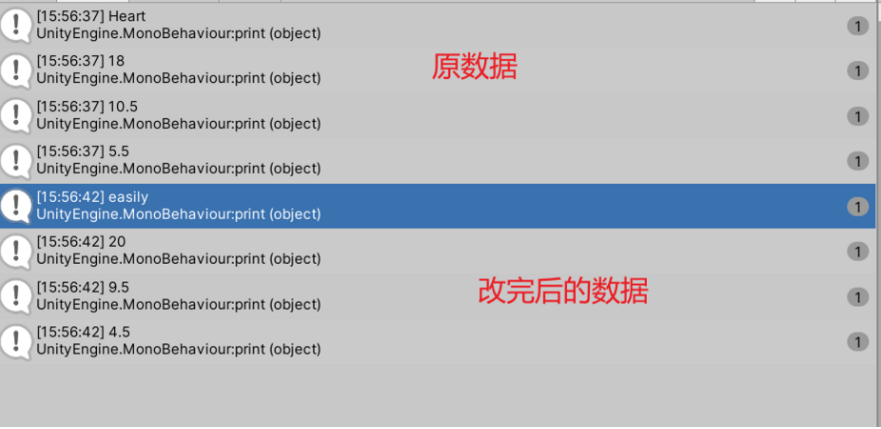 [15:56:37] Heart
UnityEngine.MonoBehaviour:print (object)
1
[15:56:37] 18
UnityEngine.MonoBehaviour:print (object)
原数据
1
[15:56:37] 10.5
UnityEngine.MonoBehaviour:print (object)
1
[15:56:37] 5.5
UnityEngine.MonoBehaviour:print (object)
1
[15:56:42] easily
UnityEngine.MonoBehaviour:print (object)
1
[15:56:42] 20
UnityEngine.MonoBehaviour:print (object)
1
[15:56:42] 9.5
UnityEngine.MonoBehaviour:print (object)
改完后的数据
1
[15:56:42] 4.5
UnityEngine.MonoBehaviour:print (object)
1